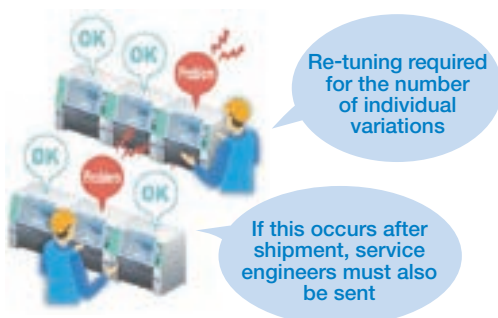 OK
OK
Problem
Re-tuning required
for the number
of individual
variations
OK
Problem
OK
If this occurs after
shipment, service
engineers must also
be sent